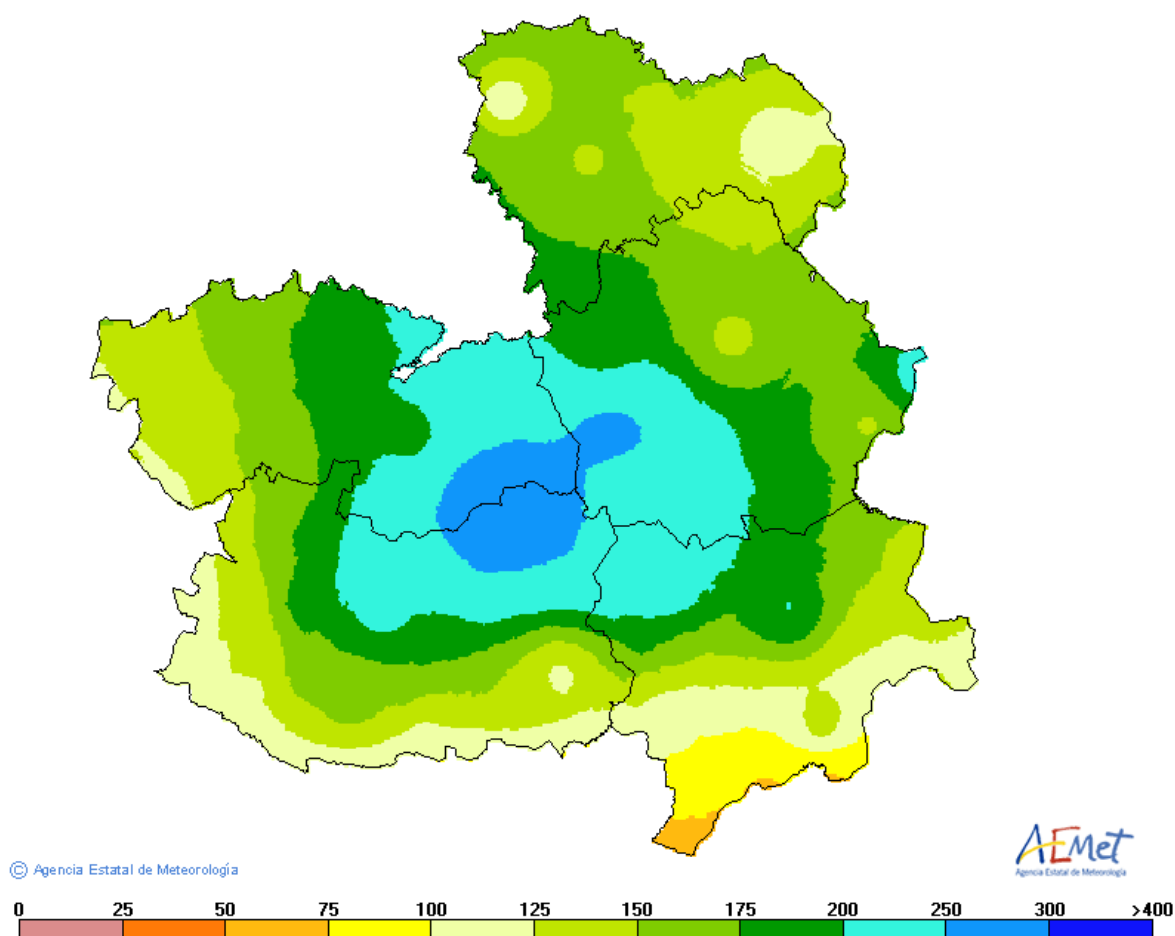 AEMet
Agencia Estatal de Meteorología
© Agencia Estatal de Meteorología
0 25 50 75 100 125 150 175 200 250 300 >400